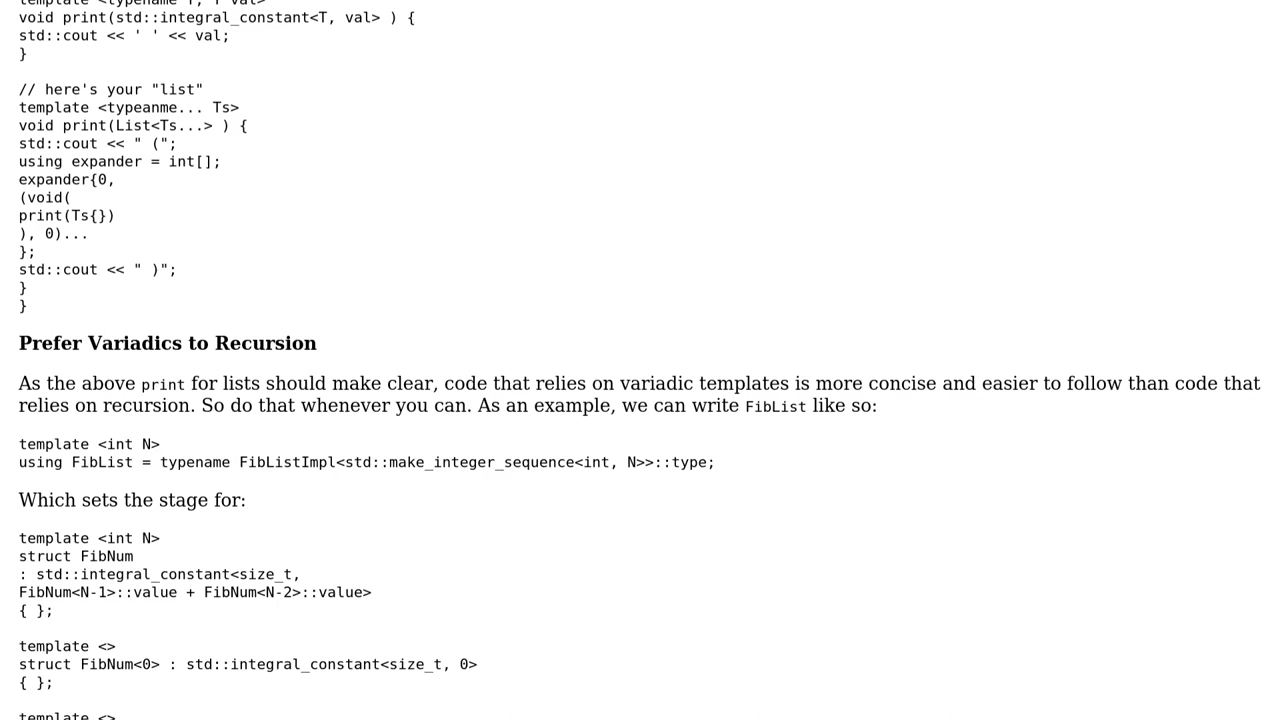 template <typename T, T val>
void print(std::integral_constant<T, val> ) {
std::cout << ' ' << val;
}
// here's your "list"
template <typeanme... Ts>
void print(List<Ts...> ) {
std::cout << " (";
using expander = int[];
expander{0,
(void(
print(Ts{})
), 0)...
};
std::cout << " )";
}
}
Prefer Variadics to Recursion
As the above print for lists should make clear, code that relies on variadic templates is more concise and easier to follow than code that
relies on recursion. So do that whenever you can. As an example, we can write FibList like so:
template <int N>
using FibList = typename FibListImpl<std::make_integer_sequence<int, N>>::type;
Which sets the stage for:
template <int N>
struct FibNum
: std::integral_constant<size_t,
FibNum<N-1>::value + FibNum<N-2>::value>
{ };
template <>
struct FibNum<0> : std::integral_constant<size_t, 0>
{ };
template <>